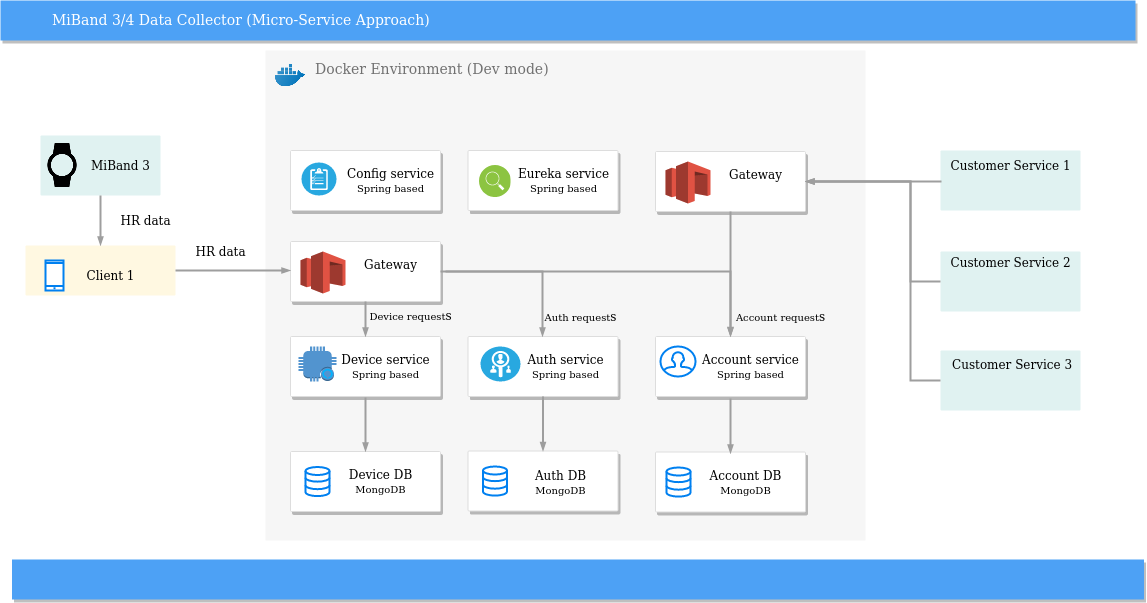 MiBand 3/4 Data Collector (Micro-Service Approach)
Docker Environment (Dev mode)
MiBand 3
HR data
Client 1
HR data
Config service
Spring based
Eureka service
Spring based
Gateway
Gateway
Device requests
Auth requests
Account requests
Device service
Spring based
Auth service
Spring based
Account service
Spring based
Device DB
MongoDB
Auth DB
MongoDB
Account DB
MongoDB
Customer Service 1
Customer Service 2
Customer Service 3